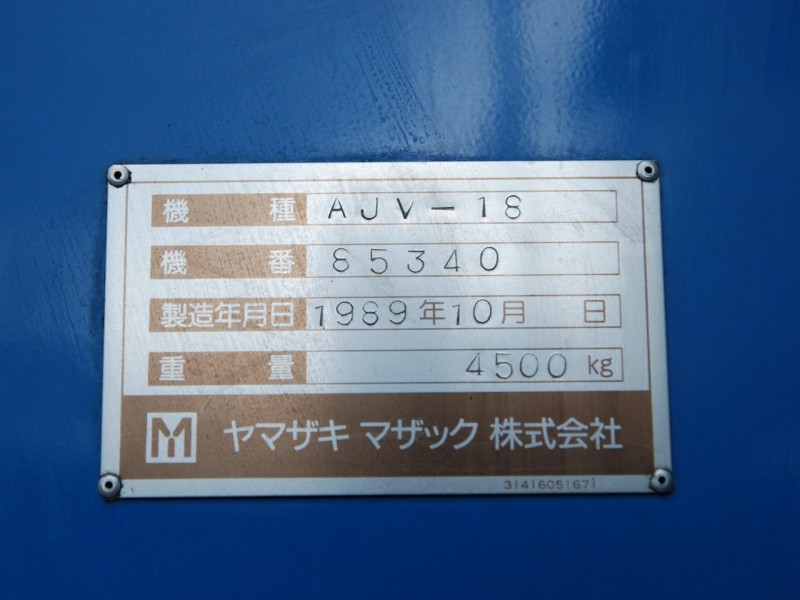 機種 AJV-18
機番 85340
製造年月日 1989年10月 日
重量 4500 kg
ヤマザキ マザック 株式会社
31416051671